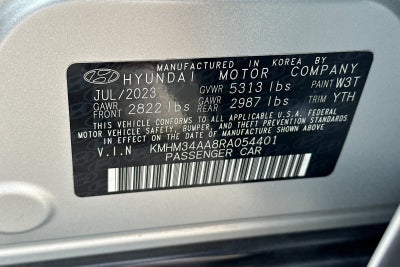 MANUFACTURED IN KOREA BY
HYUNDAI MOTOR COMPANY
JUL/2023 GVWR 5313 lbs PAINT W3T
GAWR FRONT 2822 lbs GAWR REAR 2987 lbs TRIM YTH
THIS VEHICLE CONFORMS TO ALL APPLICABLE U.S.A. FEDERAL
MOTOR VEHICLE SAFETY, BUMPER, AND THEFT PREVENTION STANDARDS
IN EFFECT ON THE DATE OF MANUFACTURE SHOWN ABOVE.
V.I.N KMHM34AA8RA054401
PASSENGER CAR